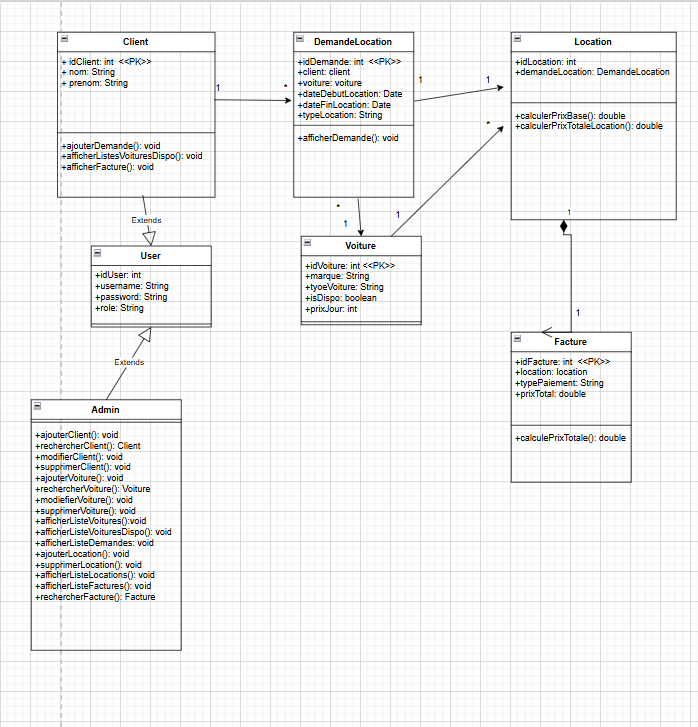 Client
+ idClient: int <<PK>>
+ nom: String
+ prenom: String
+ajouterDemande(): void
+afficherListesVoituresDispo(): void
+afficherFacture(): void
1
*
DemandeLocation
+idDemande: int <<PK>>
+client: client
+voiture: voiture
+dateDebutLocation: Date
+dateFinLocation: Date
+typeLocation: String
+afficherDemande(): void
1
1
Location
+idLocation: int
+demandeLocation: DemandeLocation
+calculerPrixBase(): double
+calculerPrixTotaleLocation(): double
*
1
*
1
1
Extends
User
+idUser: int
+username: String
+password: String
+role: String
Voiture
+idVoiture: int <<PK>>
+marque: String
+tyoeVoiture: String
+isDispo: boolean
+prixJour: int
1
Facture
+idFacture: int <<PK>>
+location: location
+typePaiement: String
+prixTotal: double
+calculePrixTotale(): double
Extends
Admin
+ajouterClient(): void
+rechercherClient(): Client
+modifierClient(): void
+supprimerClient(): void
+ajouterVoiture(): void
+rechercherVoiture(): Voiture
+modiefierVoiture(): void
+supprimerVoiture(): void
+afficherListeVoitures():void
+afficherListeVoituresDispo(): void
+afficherListeDemandes: void
+ajouterLocation(): void
+supprimerLocation(): void
+afficherListeLocations(): void
+afficherListeFactures(): void
+rechercherFacture(): Facture